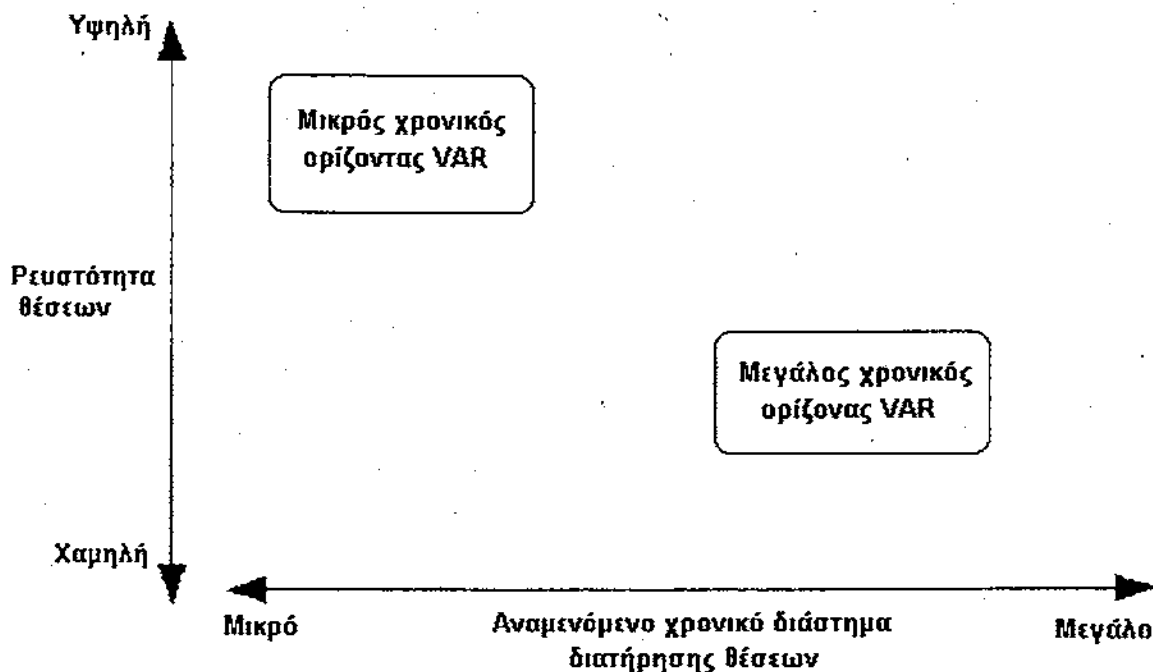 Υψηλή
Μικρός χρονικός
ορίζοντας VAR
Ρευστότητα
θέσεων
Μεγάλος χρονικός
ορίζονας VAR
Χαμηλή
Μικρό
Αναμενόμενο χρονικό διάστημα
διατήρησης θέσεων
Μεγάλο